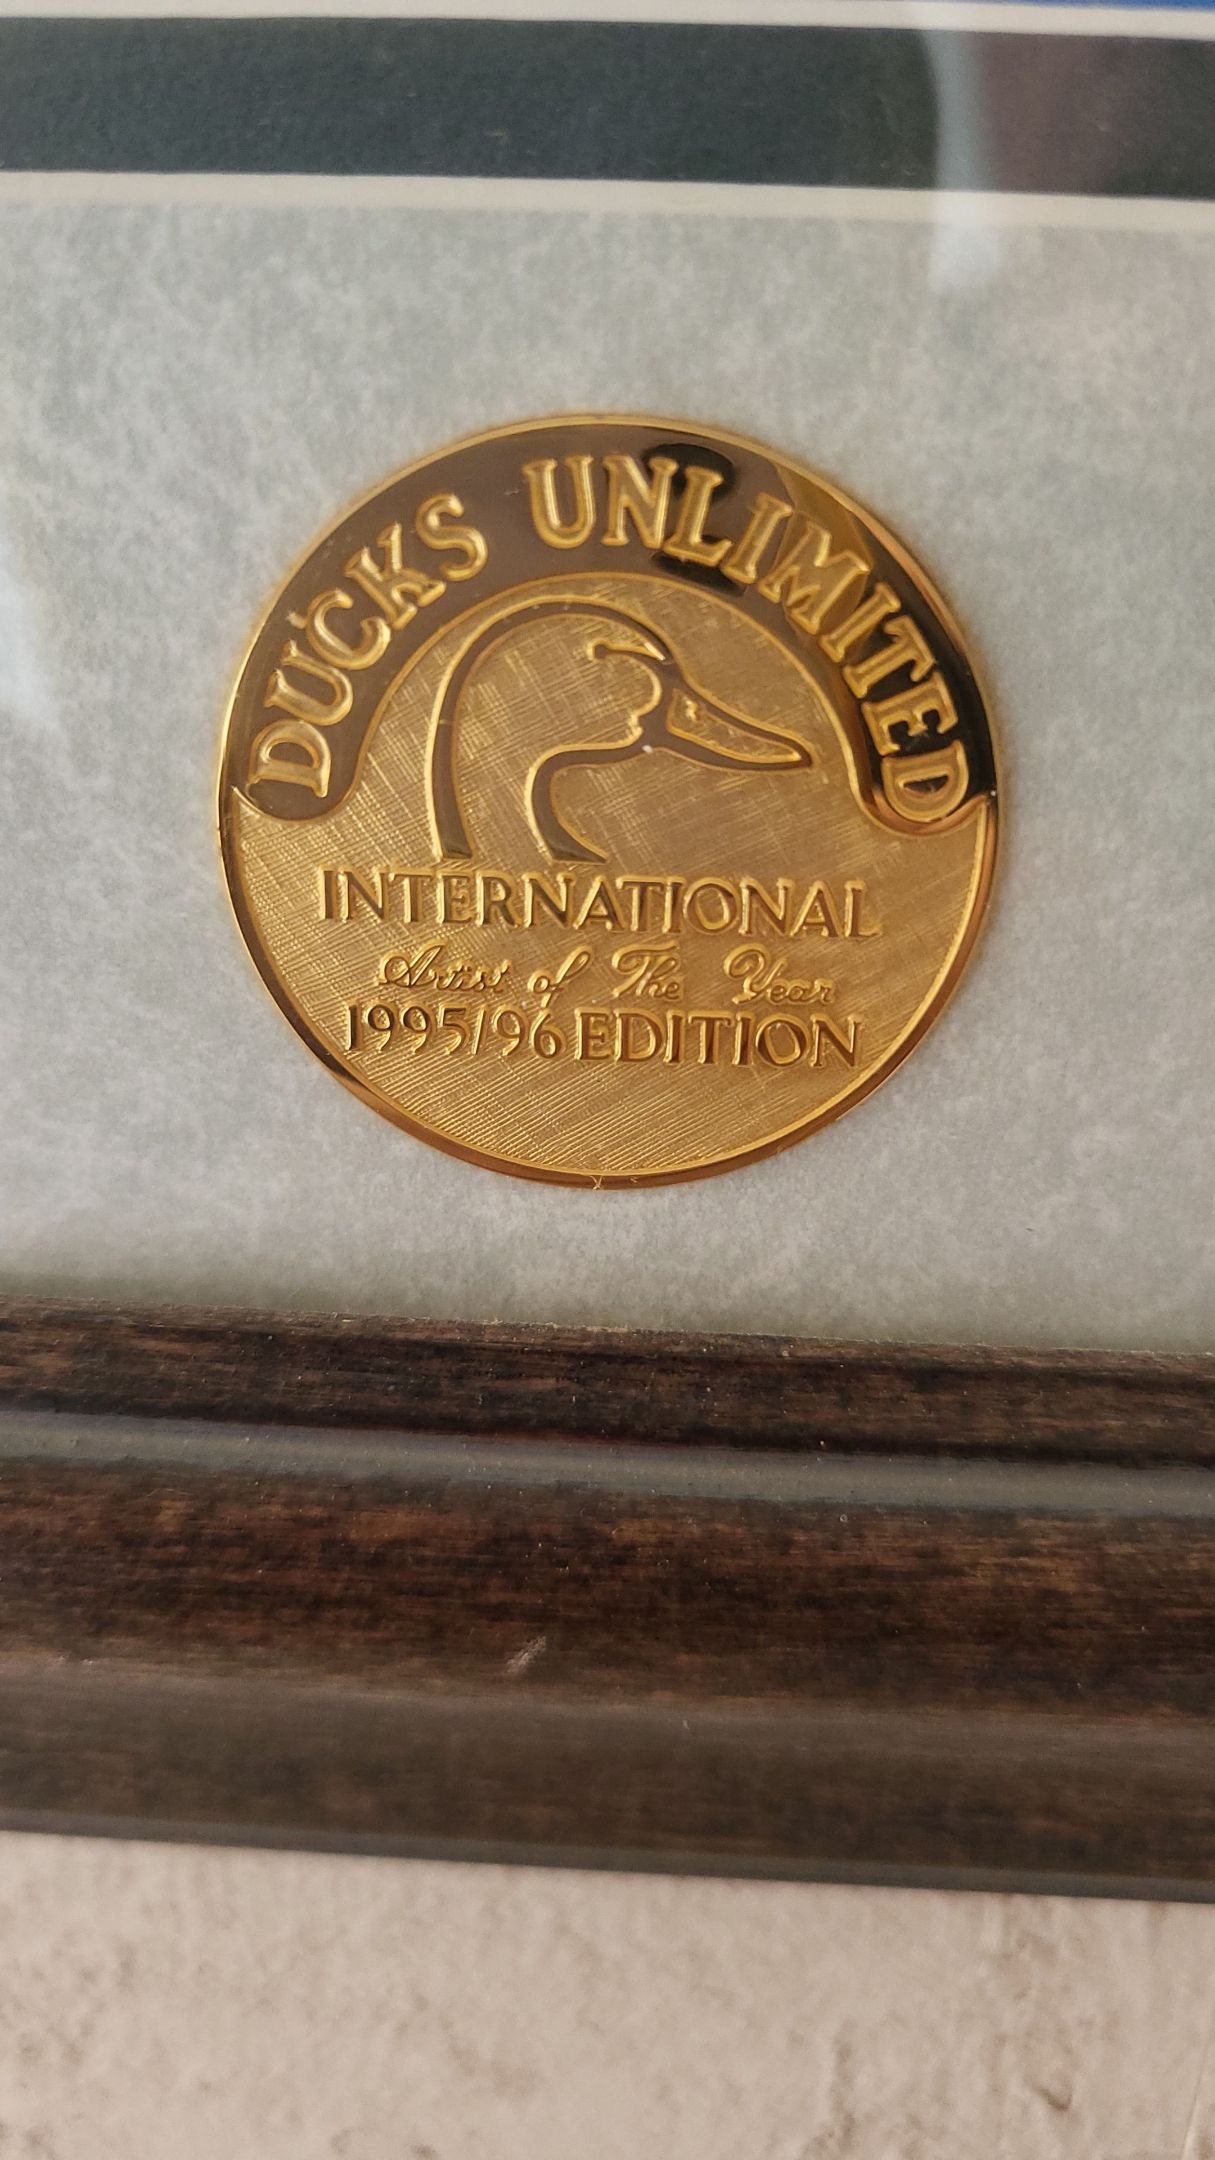 DUCKS UNLIMITED
INTERNATIONAL
Artist of The Year
1995/96 EDITION